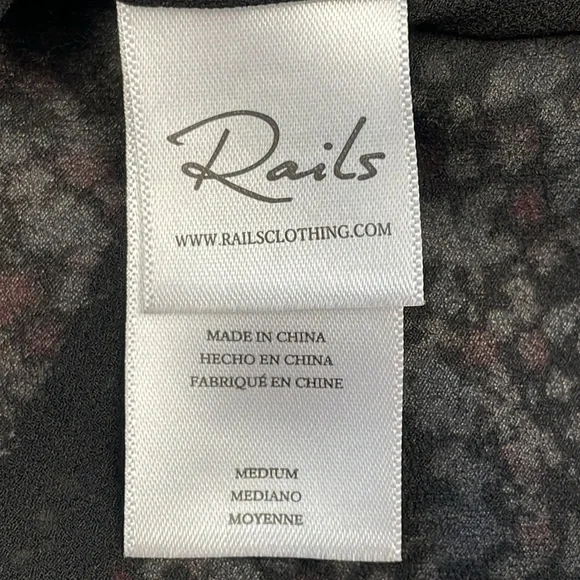 Rails
WWW.RAILSCLOTHING.COM
MADE IN CHINA
HECHO EN CHINA
FABRIQUÉ EN CHINE
MEDIUM
MEDIANO
MOYENNE